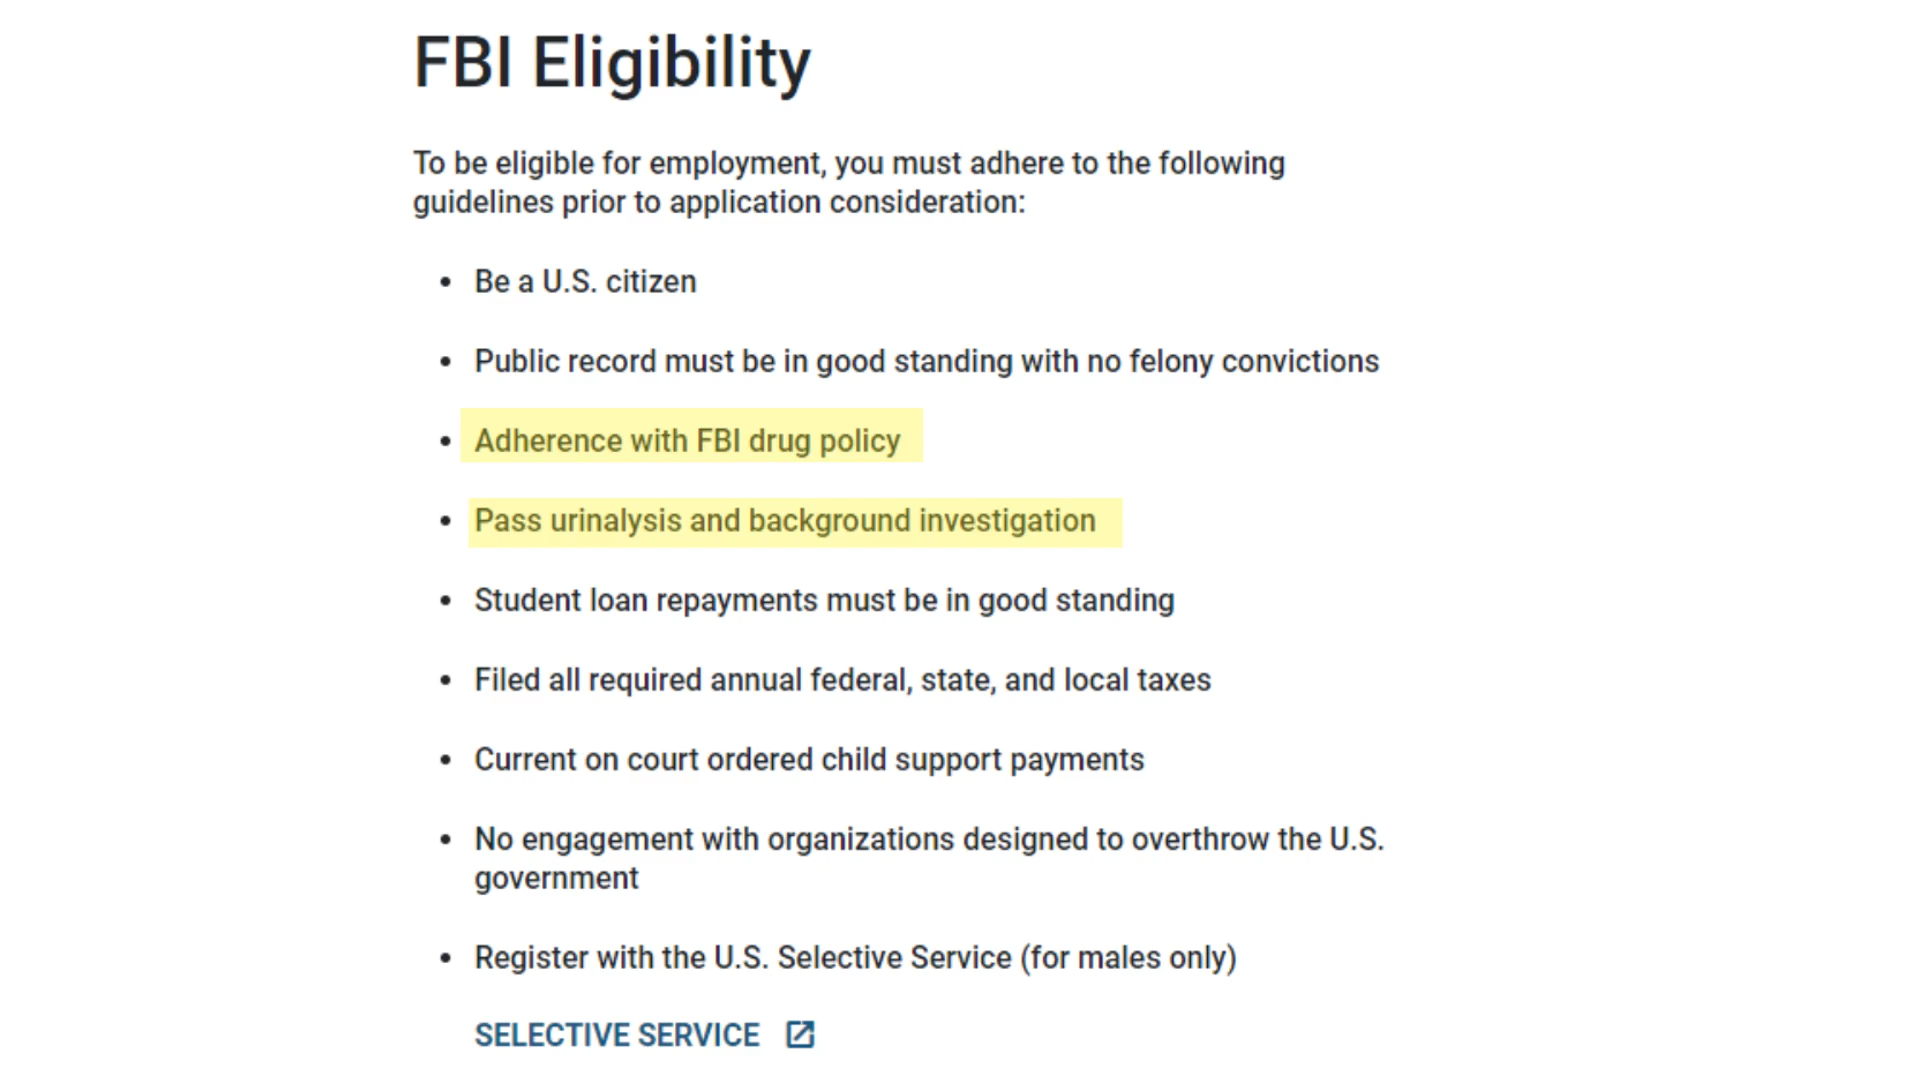 FBI Eligibility
To be eligible for employment, you must adhere to the following
guidelines prior to application consideration:
• Be a U.S. citizen
• Public record must be in good standing with no felony convictions
• Adherence with FBI drug policy
• Pass urinalysis and background investigation
• Student loan repayments must be in good standing
• Filed all required annual federal, state, and local taxes
• Current on court ordered child support payments
• No engagement with organizations designed to overthrow the U.S.
government
• Register with the U.S. Selective Service (for males only)
SELECTIVE SERVICE